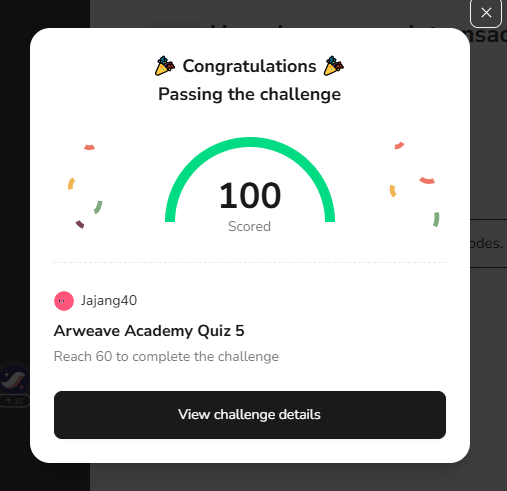 Congratulations
Passing the challenge
100
Scored
Jajang40
Arweave Academy Quiz 5
Reach 60 to complete the challenge
View challenge details
odes.